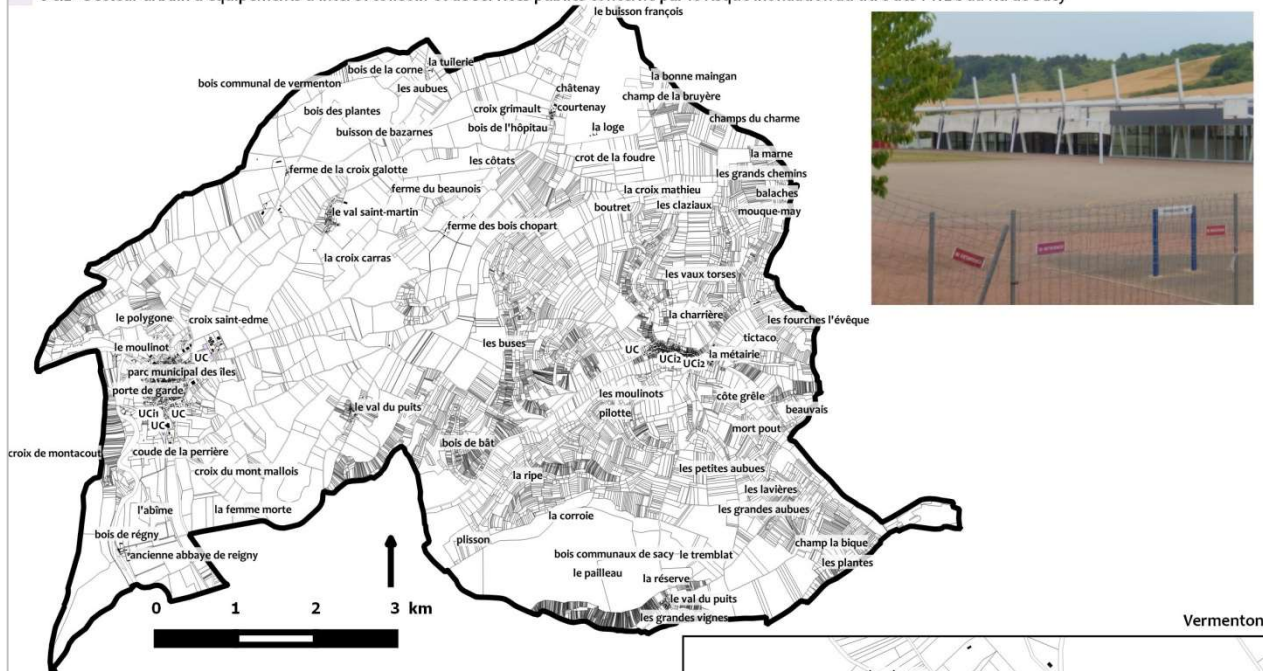 le buisson françois
la tuilerie
bois de la corne
bois communal de vermenton
les aubues
la bonne maingan
châtenay
champ de la bruyère
bois des plantes
croix grimault
courtenay
buisson de bazarnes
bois de l'hôpitau
la loge
champs du charme
les côtats
crot de la foudre
la marne
ferme de la croix galotte
les grands chemins
ferme du beaunois
la croix mathieu
balaches
le val saint-martin
boutret
les claziaux
mouque-may
ferme des bois chopart
la croix carras
les vaux torses
le polygone
croix saint-edme
la charrière
les fourches l'évêque
le moulinot
UC
les buses
tictaco
UC
UCi2
UCi2
la métairie
parc municipal des îles
porte de garde
les moulinots
côte grêle
UCi1
UC
le val du puits
pilotte
beauvais
UC
mort pout
croix de montacout
coude de la perrière
bois de bât
croix du mont mallois
la ripe
les petites aubues
l'abîme
la femme morte
les lavières
la corroie
les grandes aubues
bois de régny
plisson
champ la bique
ancienne abbaye de reigny
bois communaux de sacy
le tremblat
les plantes
le pailleau
la réserve
le val du puits
les grandes vignes
0 1 2 3 km
Vermenton